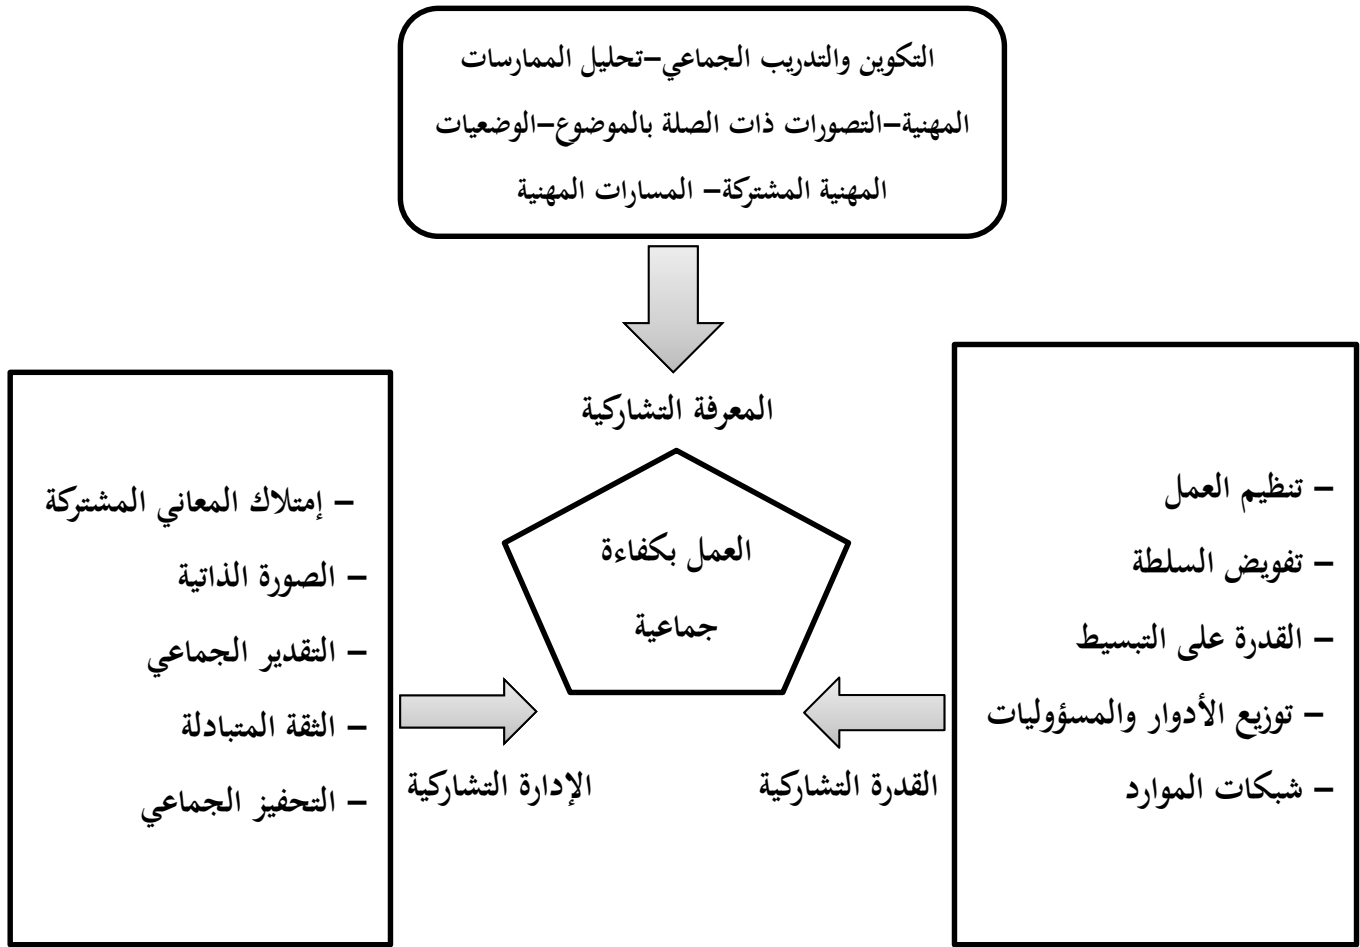 التكوين والتدريب الجماعي–تحليل الممارسات
المهنية–التصورات ذات الصلة بالموضوع–الوضعيات
المهنية المشتركة– المسارات المهنية
المعرفة التشاركية
العمل بكفاءة
جماعية
– تنظيم العمل
– تفويض السلطة
– القدرة على التبسيط
– توزيع الأدوار والمسؤوليات
– شبكات الموارد
القدرة التشاركية
– إمتلاك المعاني المشتركة
– الصورة الذاتية
– التقدير الجماعي
– الثقة المتبادلة
– التحفيز الجماعي
الإدارة التشاركية